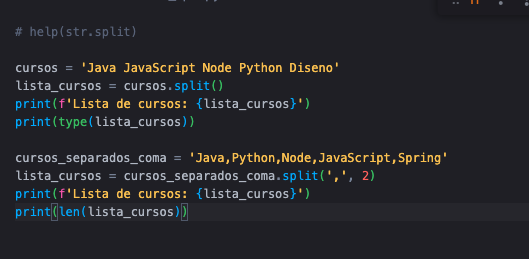 # help(str.split)
cursos = 'Java JavaScript Node Python Diseno'
lista_cursos = cursos.split()
print(f'Lista de cursos: {lista_cursos}')
print(type(lista_cursos))
cursos_separados_coma = 'Java,Python,Node,JavaScript,Spring'
lista_cursos = cursos_separados_coma.split(',', 2)
print(f'Lista de cursos: {lista_cursos}')
print(len(lista_cursos))